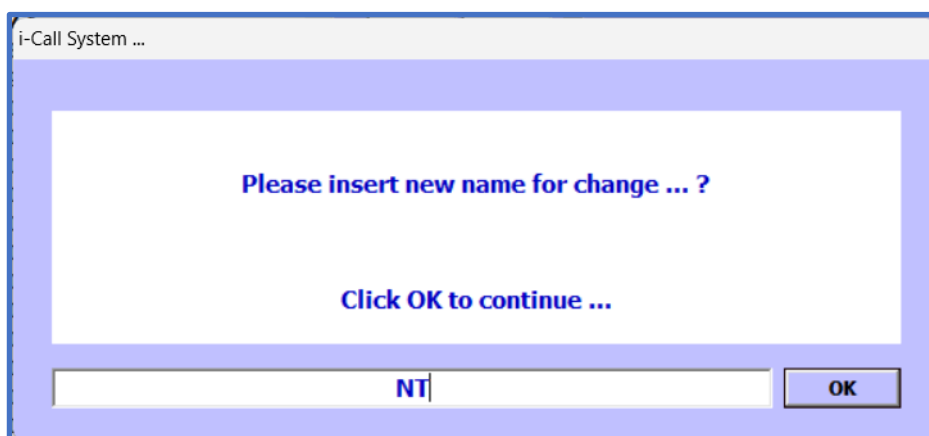 i-Call System ...
Please insert new name for change ... ?
Click OK to continue ...
NT
OK